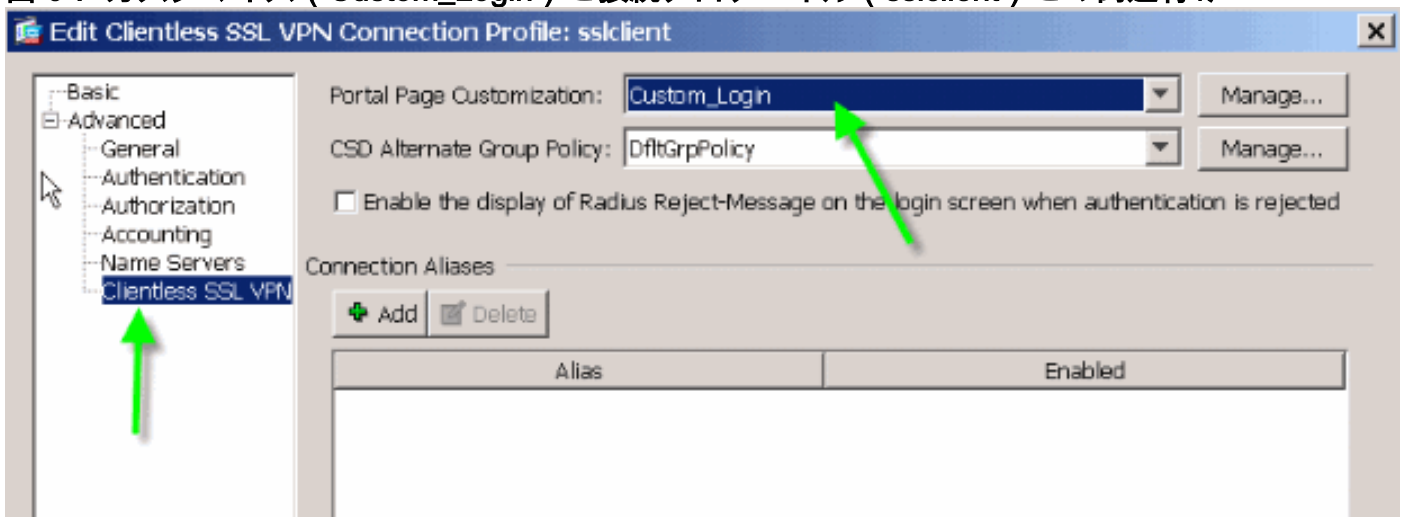 ( Custom_Login ) ( sslclient )
Edit Clientless SSL VPN Connection Profile: sslclient
Basic
Advanced
General
Authentication
Authorization
Accounting
Name Servers
Clientless SSL VPN
Portal Page Customization: Custom_Login Manage...
CSD Alternate Group Policy: DfltGrpPolicy Manage...
Enable the display of Radius Reject-Message on the login screen when authentication is rejected
Connection Aliases
Add Delete
Alias Enabled